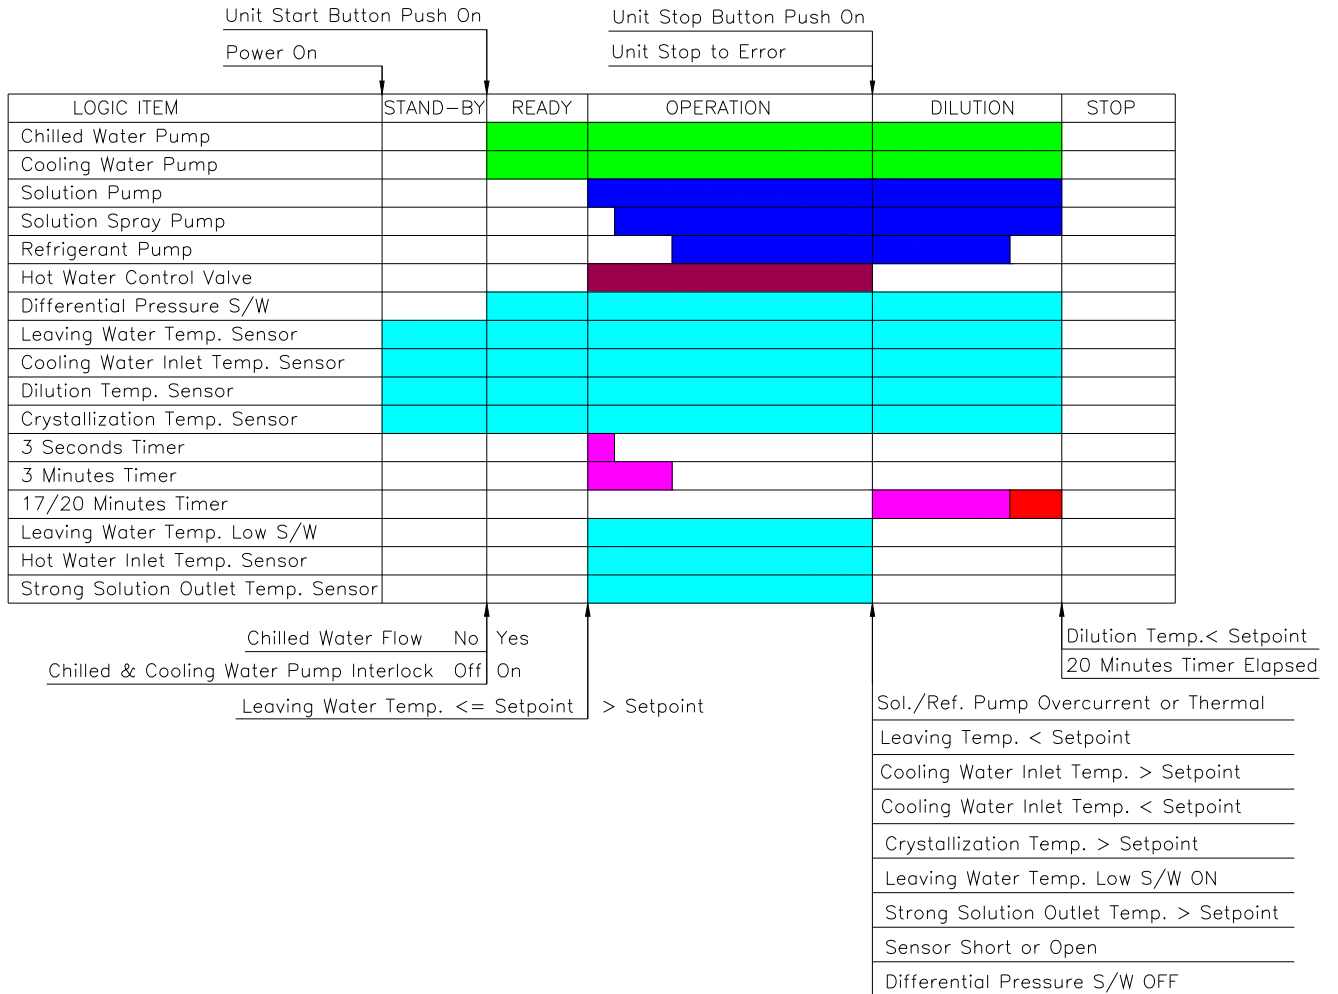 Unit Start Button Push On
Power On
Unit Stop Button Push On
Unit Stop to Error
LOGIC ITEM STAND-BY READY OPERATION DILUTION STOP
Chilled Water Pump
Cooling Water Pump
Solution Pump
Solution Spray Pump
Refrigerant Pump
Hot Water Control Valve
Differential Pressure S/W
Leaving Water Temp. Sensor
Cooling Water Inlet Temp. Sensor
Dilution Temp. Sensor
Crystallization Temp. Sensor
3 Seconds Timer
3 Minutes Timer
17/20 Minutes Timer
Leaving Water Temp. Low S/W
Hot Water Inlet Temp. Sensor
Strong Solution Outlet Temp. Sensor
Chilled Water Flow No Yes
Chilled & Cooling Water Pump Interlock Off On
Leaving Water Temp. <= Setpoint > Setpoint
Dilution Temp.< Setpoint
20 Minutes Timer Elapsed
Sol./Ref. Pump Overcurrent or Thermal
Leaving Temp. < Setpoint
Cooling Water Inlet Temp. > Setpoint
Cooling Water Inlet Temp. < Setpoint
Crystallization Temp. > Setpoint
Leaving Water Temp. Low S/W ON
Strong Solution Outlet Temp. > Setpoint
Sensor Short or Open
Differential Pressure S/W OFF